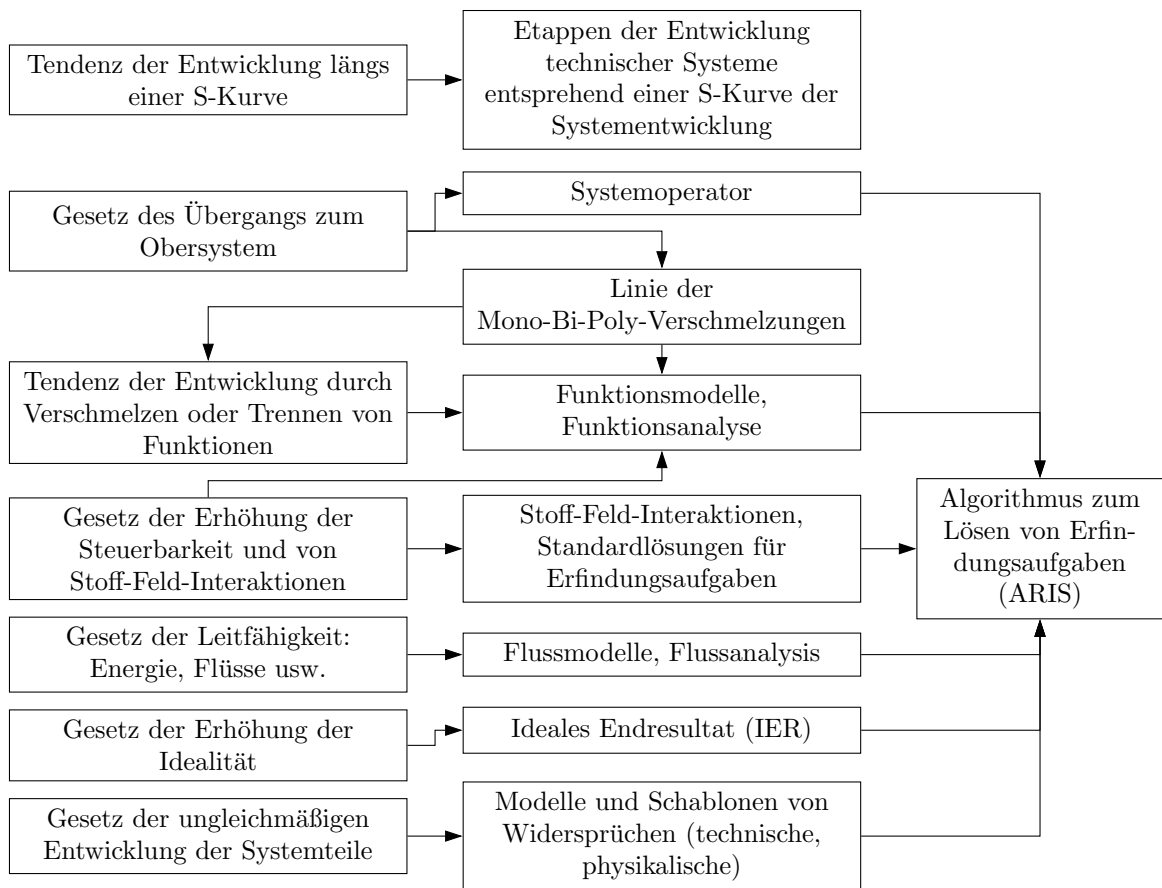 Tendenz der Entwicklung längs
einer S-Kurve
Etappen der Entwicklung
technischer Systeme
entsprehend einer S-Kurve der
Systementwicklung
Gesetz des Übergangs zum
Obersystem
Systemoperator
Linie der
Mono-Bi-Poly-Verschmelzungen
Tendenz der Entwicklung durch
Verschmelzen oder Trennen von
Funktionen
Funktionsmodelle,
Funktionsanalyse
Gesetz der Erhöhung der
Steuerbarkeit und von
Stoff-Feld-Interaktionen
Stoff-Feld-Interaktionen,
Standardlösungen für
Erfindungsaufgaben
Algorithmus zum
Lösen von Erfin-
dungsaufgaben
(ARIS)
Gesetz der Leitfähigkeit:
Energie, Flüsse usw.
Flussmodelle, Flussanalysis
Gesetz der Erhöhung der
Idealität
Ideales Endresultat (IER)
Gesetz der ungleichmäßigen
Entwicklung der Systemteile
Modelle und Schablonen von
Widersprüchen (technische,
physikalische)